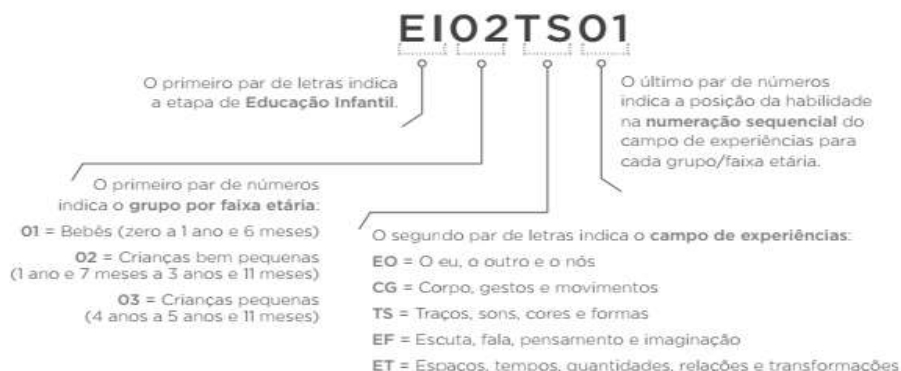 EI02TS01
O primeiro par de letras indica
a etapa de Educação Infantil.
O último par de números
indica a posição da habilidade
na numeração sequencial do
campo de experiências para
cada grupo/faixa etária.
O primeiro par de números
indica o grupo por faixa etária:
01 = Bebês (zero a 1 ano e 6 meses)
02 = Crianças bem pequenas
(1 ano e 7 meses a 3 anos e 11 meses)
03 = Crianças pequenas
(4 anos a 5 anos e 11 meses)
O segundo par de letras indica o campo de experiências:
EO = O eu, o outro e o nós
CG = Corpo, gestos e movimentos
TS = Traços, sons, cores e formas
EF = Escuta, fala, pensamento e imaginação
ET = Espaços, tempos, quantidades, relações e transformações